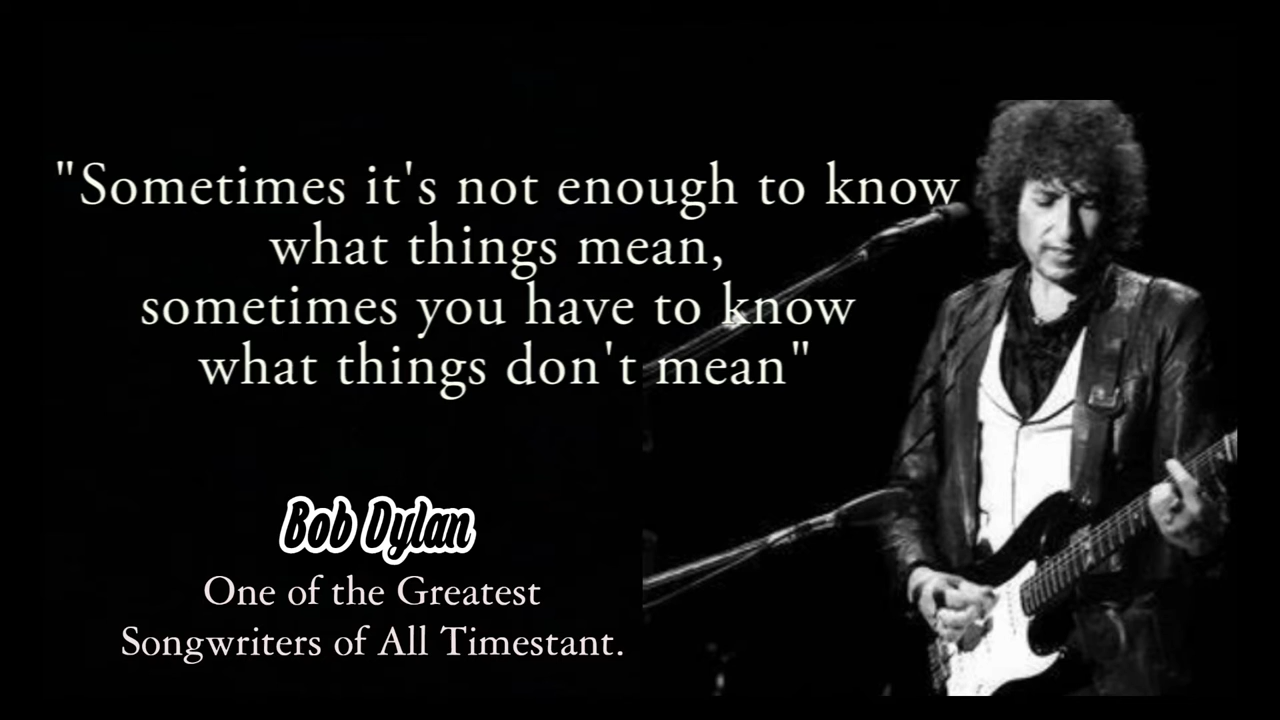 "Sometimes it's not enough to know
what things mean,
sometimes you have to know
what things don't mean"
Bob Dylan
One of the Greatest
Songwriters of All Timestant.